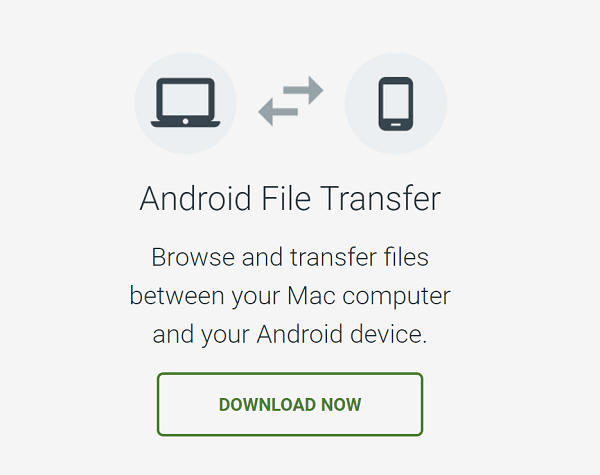 Android File Transfer
Browse and transfer files
between your Mac computer
and your Android device.
DOWNLOAD NOW